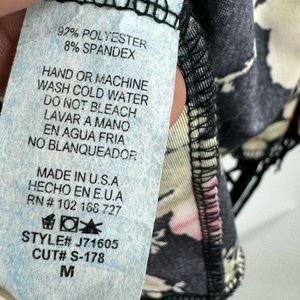 92% POLYESTER
8% SPANDEX
HAND OR MACHINE
WASH COLD WATER
DO NOT BLEACH
LAVAR A MANO
EN AGUA FRIA
NO BLANQUEADOR
MADE IN U.S.A
HECHO EN E.U.A
RN # 102 168 727
STYLE# J71605
CUT# S-178
M